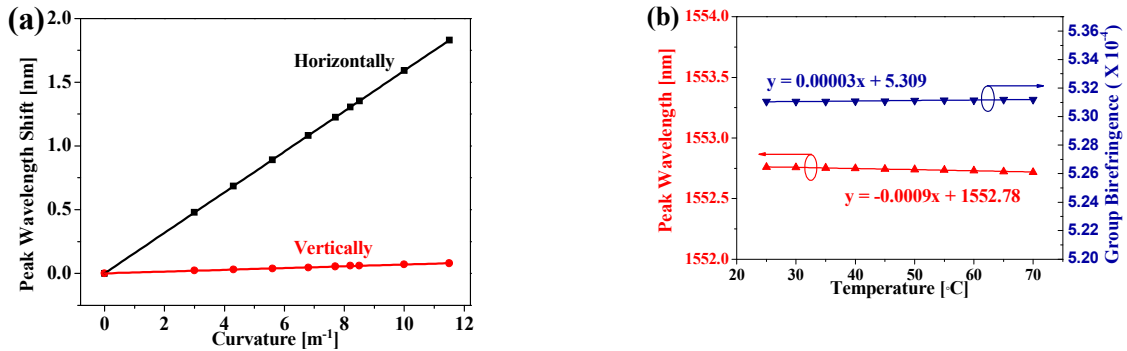 (a)
Peak Wavelength Shift [nm]
2.0
1.5
1.0
0.5
0.0
Horizontally
Vertically
0 2 4 6 8 10 12
Curvature [m⁻¹]
(b)
Peak Wavelength [nm]
1554.0
1553.5
1553.0
1552.5
1552.0
y = 0.00003x + 5.309
y = -0.0009x + 1552.78
20 30 40 50 60 70
Temperature [◦C]
5.36
5.34
5.32
5.30
5.28
5.26
5.24
5.22
5.20
Group Birefringence ( X 10⁻⁴)